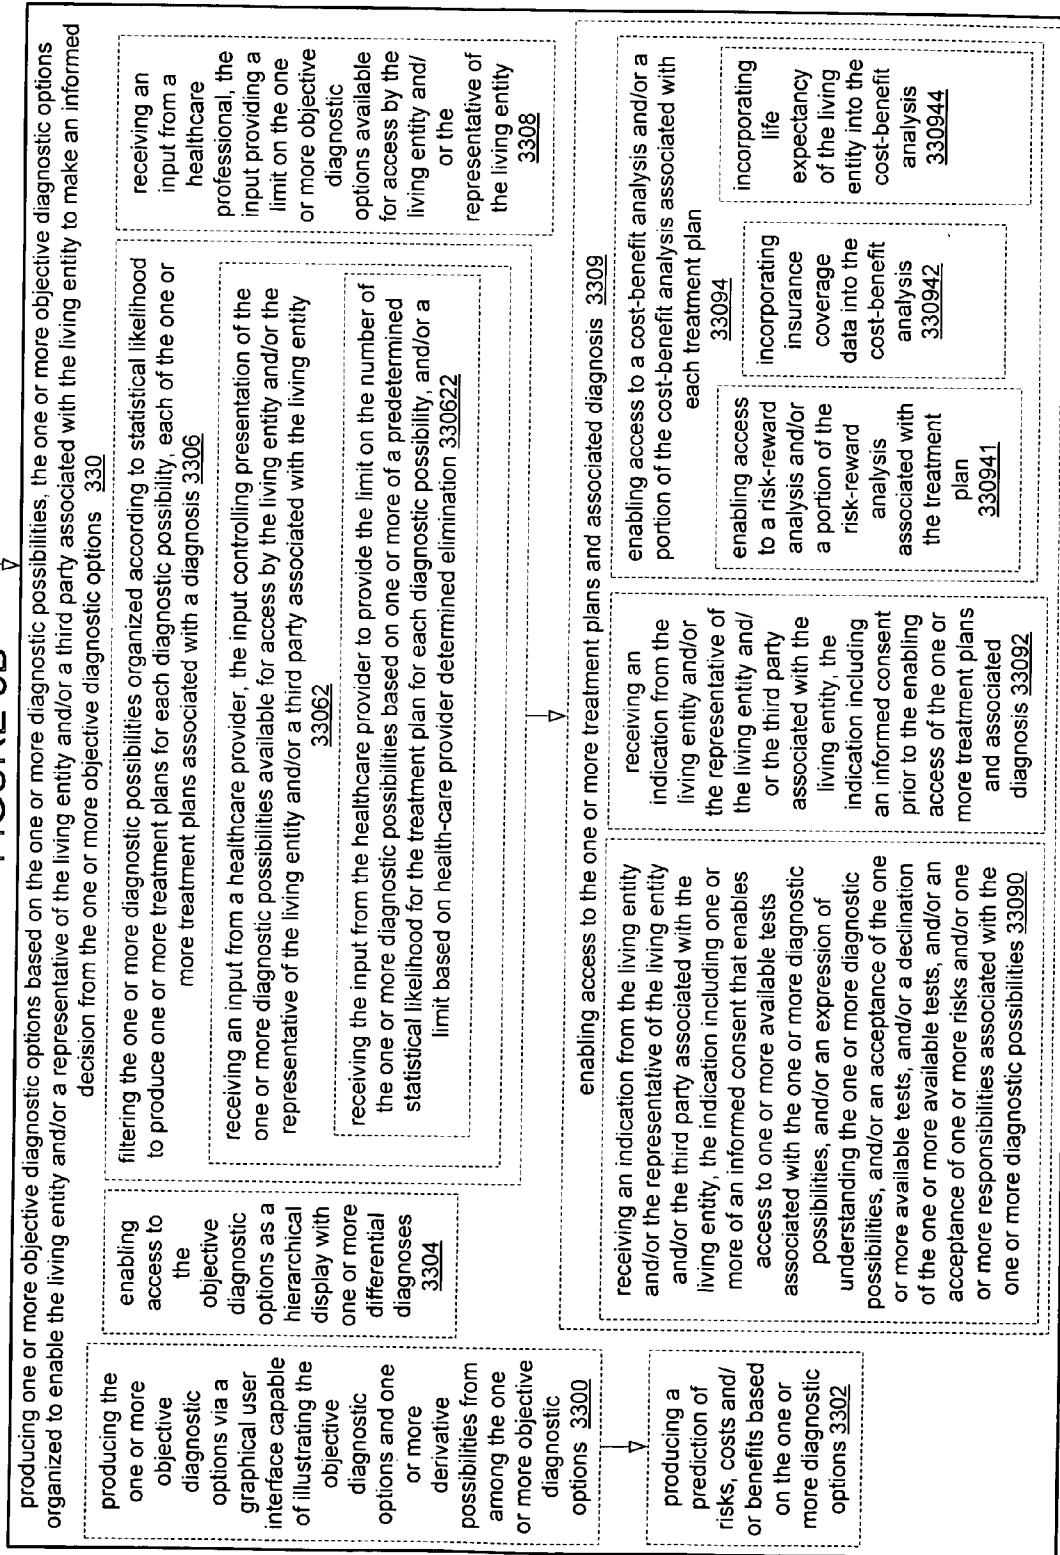 producing one or more objective diagnostic options based on the one or more diagnostic possibilities, the one or more objective diagnostic options
organized to enable the living entity and/or a representative of the living entity and/or a third party associated with the living entity to make an informed
decision from the one or more objective diagnostic options 330
producing the
one or more
objective
diagnostic
options via a
graphical user
interface capable
of illustrating the
objective
diagnostic
options and one
or more
derivative
possibilities from
among the one
or more objective
diagnostic
options 3300
producing a
prediction of
risks, costs and/
or benefits based
on the one or
more diagnostic
options 3302
enabling
access to
the
objective
diagnostic
options as a
hierarchical
display with
one or more
differential
diagnoses
3304
filtering the one or more diagnostic possibilities organized according to statistical likelihood
to produce one or more treatment plans for each diagnostic possibility, each of the one or
more treatment plans associated with a diagnosis 3306
receiving an input from a healthcare provider, the input controlling presentation of the
one or more diagnostic possibilities available for access by the living entity and/or the
representative of the living entity and/or a third party associated with the living entity
33062
receiving the input from the healthcare provider to provide the limit on the number of
the one or more diagnostic possibilities based on one or more of a predetermined
statistical likelihood for the treatment plan for each diagnostic possibility, and/or a
limit based on health-care provider determined elimination 330622
receiving an
input from a
healthcare
professional, the
input providing a
limit on the one
or more objective
diagnostic
options available
for access by the
living entity and/
or the
representative of
the living entity
3308
enabling access to the one or more treatment plans and associated diagnosis 3309
receiving an indication from the living entity
and/or the representative of the living entity
and/or the third party associated with the
living entity, the indication including one or
more of an informed consent that enables
access to one or more available tests
associated with the one or more diagnostic
possibilities, and/or an expression of
understanding the one or more diagnostic
possibilities, and/or an acceptance of the one
or more available tests, and/or a declination
of the one or more available tests, and/or an
acceptance of one or more risks and/or one
or more responsibilities associated with the
one or more diagnostic possibilities 33090
receiving an
indication from the
living entity and/or
the representative of
the living entity and/
or the third party
associated with the
living entity, the
indication including
an informed consent
prior to the enabling
access of the one or
more treatment plans
and associated
diagnosis 33092
enabling access to a cost-benefit analysis and/or a
portion of the cost-benefit analysis associated with
each treatment plan
33094
enabling access
to a risk-reward
analysis and/or
a portion of the
risk-reward
analysis
associated with
the treatment
plan
330941
incorporating
insurance
coverage
data into the
cost-benefit
analysis
330942
incorporating
life
expectancy
of the living
entity into the
cost-benefit
analysis
330944